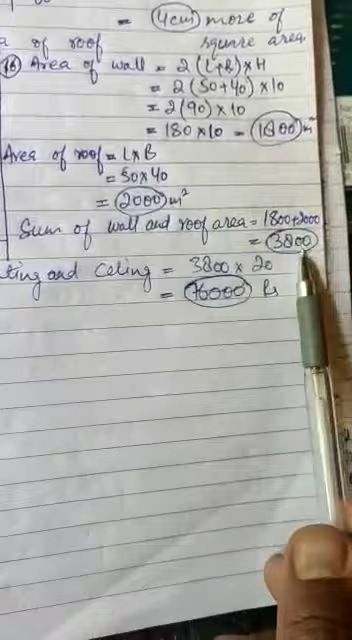 = 4cm more of
a of roof square area
16 Area of wall = 2(L+B)×H
= 2(50+40)×10
= 2(90)×10
= 180×10 = 1800 m²
Area of roof = L×B
= 50×40
= 2000 m²
Sum of wall and roof area = 1800+2000
= 3800
ting and Celing = 3800 × 20
= 76000 Rs